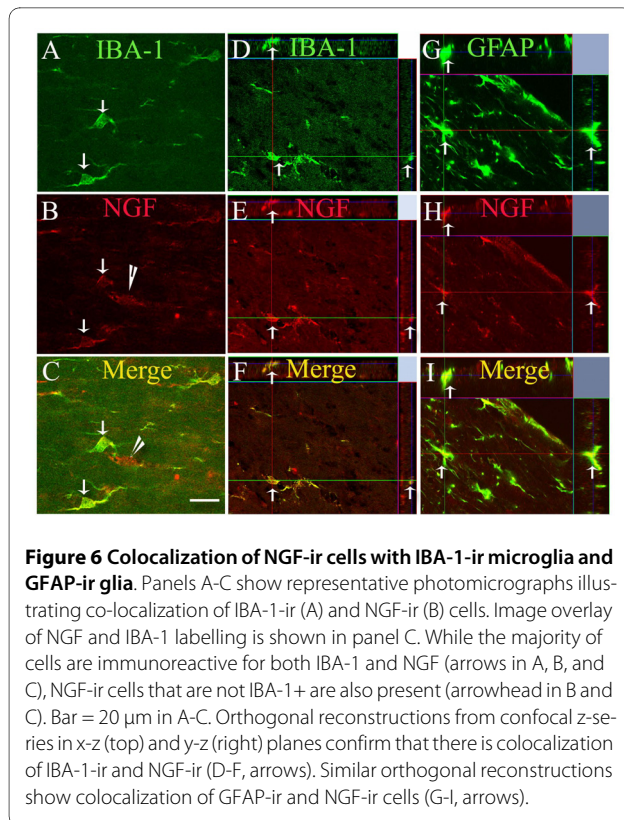 A IBA-1
D IBA-1
G GFAP
B NGF
E NGF
H NGF
C Merge
F Merge
I Merge
Figure 6 Colocalization of NGF-ir cells with IBA-1-ir microglia and
GFAP-ir glia. Panels A-C show representative photomicrographs illus-
trating co-localization of IBA-1-ir (A) and NGF-ir (B) cells. Image overlay
of NGF and IBA-1 labelling is shown in panel C. While the majority of
cells are immunoreactive for both IBA-1 and NGF (arrows in A, B, and
C), NGF-ir cells that are not IBA-1+ are also present (arrowhead in B and
C). Bar = 20 μm in A-C. Orthogonal reconstructions from confocal z-se-
ries in x-z (top) and y-z (right) planes confirm that there is colocalization
of IBA-1-ir and NGF-ir (D-F, arrows). Similar orthogonal reconstructions
show colocalization of GFAP-ir and NGF-ir cells (G-I, arrows).